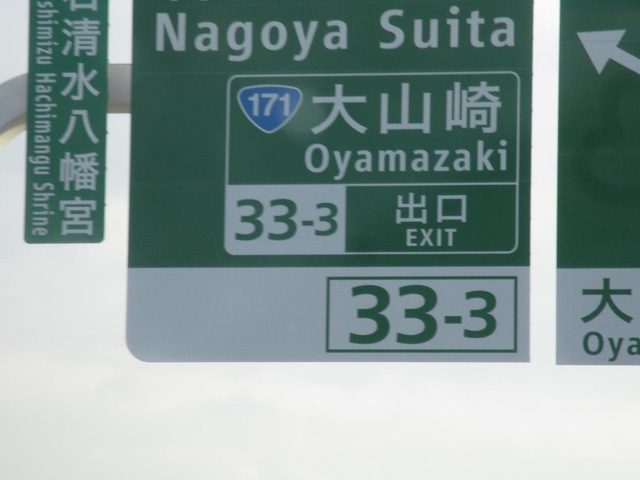 石清水八幡宮
shimizu Hachimangu Shrine
Nagoya Suita
171 大山崎
Oyamazaki
33-3 出口
EXIT
33-3
大
Oya